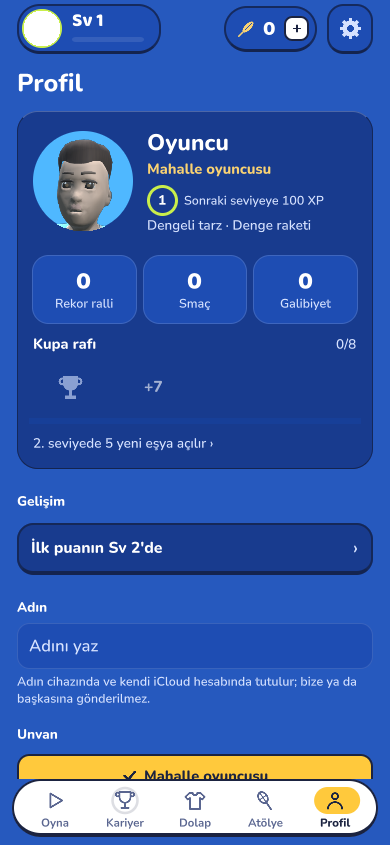 Sv 1
0 +
Profil
Oyuncu
Mahalle oyuncusu
1 Sonraki seviyeye 100 XP
Dengeli tarz · Denge raketi
0 0 0
Rekor ralli Smaç Galibiyet
Kupa rafı 0/8
+7
2. seviyede 5 yeni eşya açılır ›
Gelişim
İlk puanın Sv 2'de ›
Adın
Adını yaz
Adın cihazında ve kendi iCloud hesabında tutulur; bize ya da
başkasına gönderilmez.
Unvan
✓ Mahalle oyuncusu
Oyna Kariyer Dolap Atölye Profil